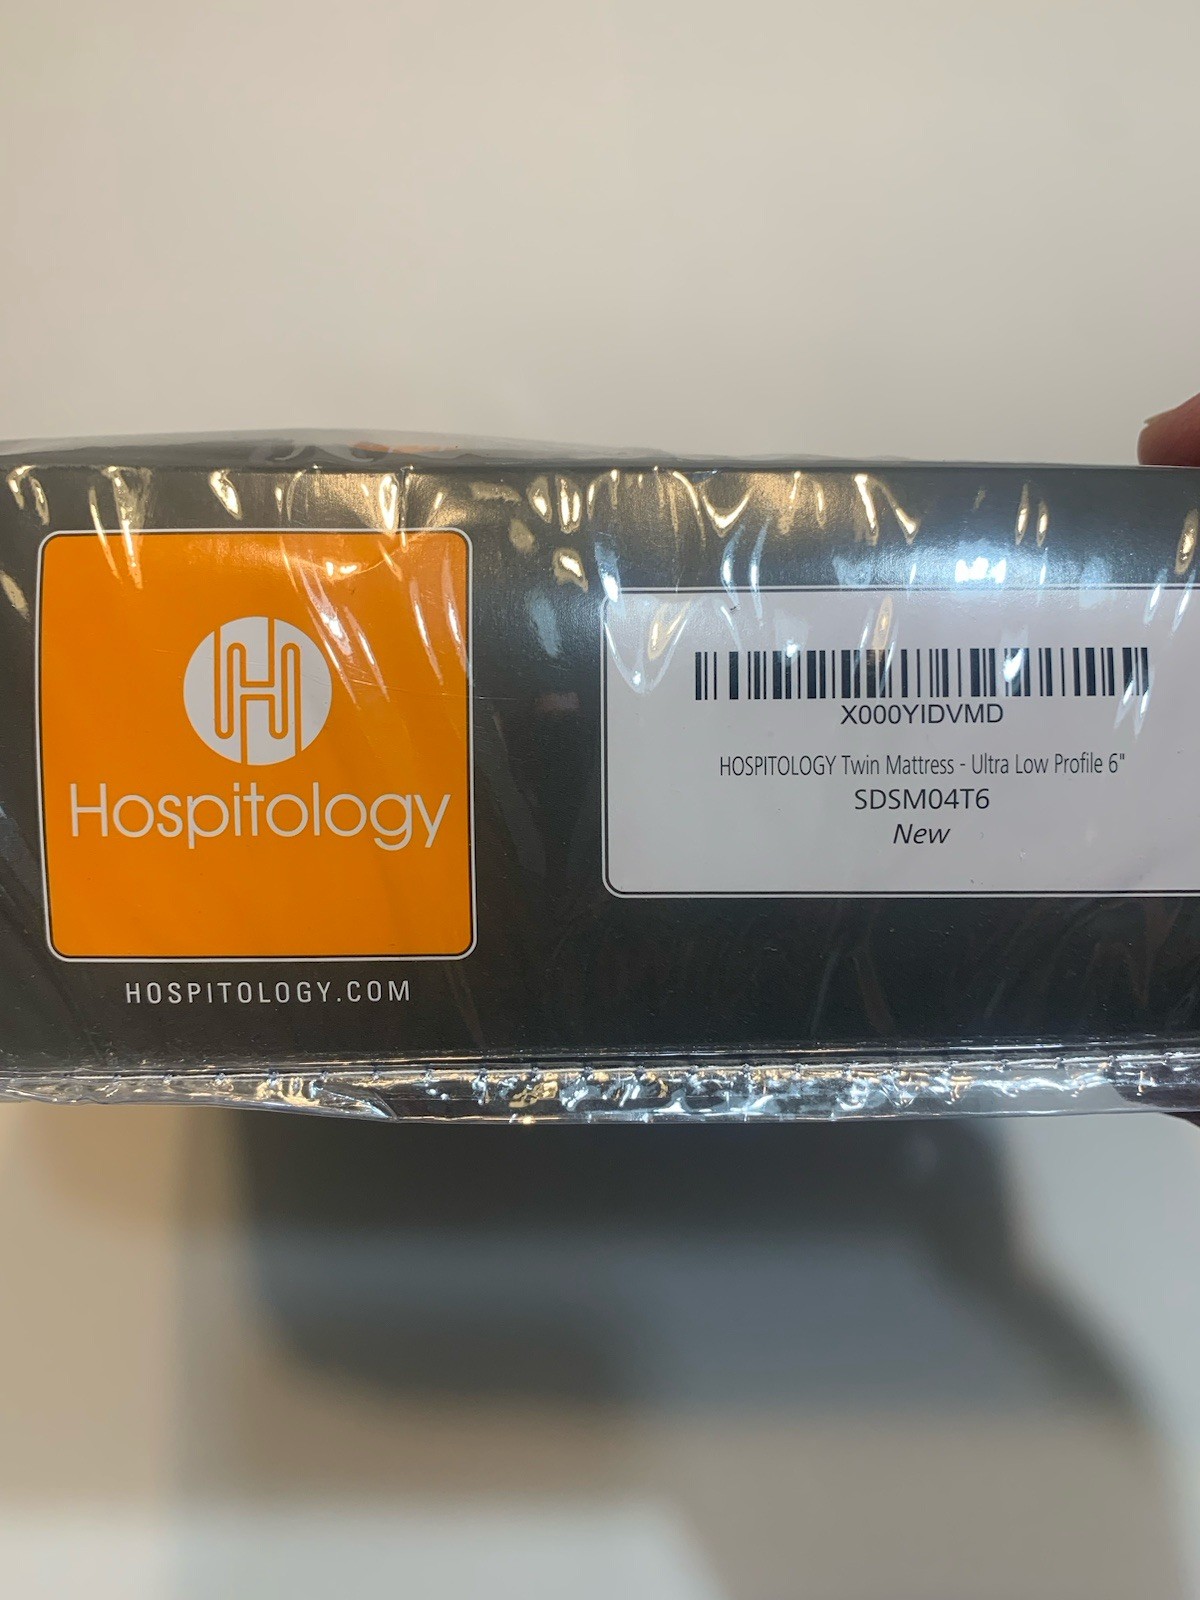 Hospitology
HOSPITOLOGY.COM
X000YIDVMD
HOSPITOLOGY Twin Mattress - Ultra Low Profile 6"
SDSM04T6
New